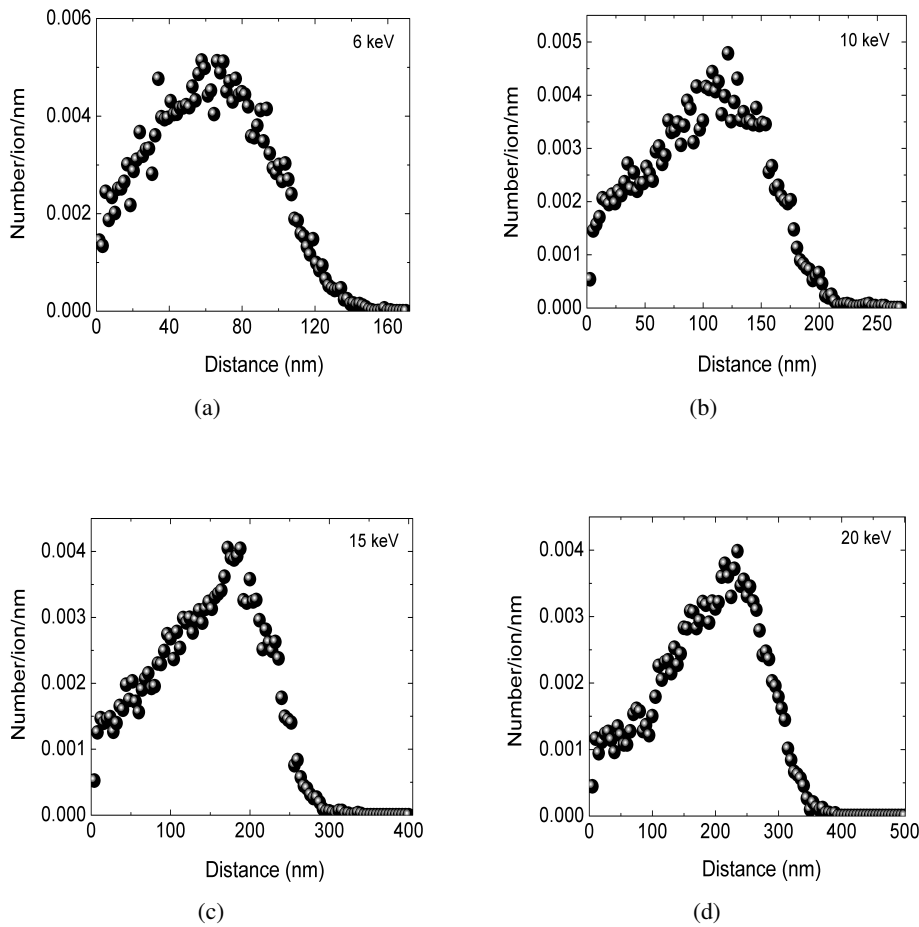 6 keV
Number/ion/nm
0.006
0.004
0.002
0.000
0 40 80 120 160
Distance (nm)
(a)
10 keV
Number/ion/nm
0.005
0.004
0.003
0.002
0.001
0.000
0 50 100 150 200 250
Distance (nm)
(b)
15 keV
Number/ion/nm
0.004
0.003
0.002
0.001
0.000
0 100 200 300 400
Distance (nm)
(c)
20 keV
Number/ion/nm
0.004
0.003
0.002
0.001
0.000
0 100 200 300 400 500
Distance (nm)
(d)